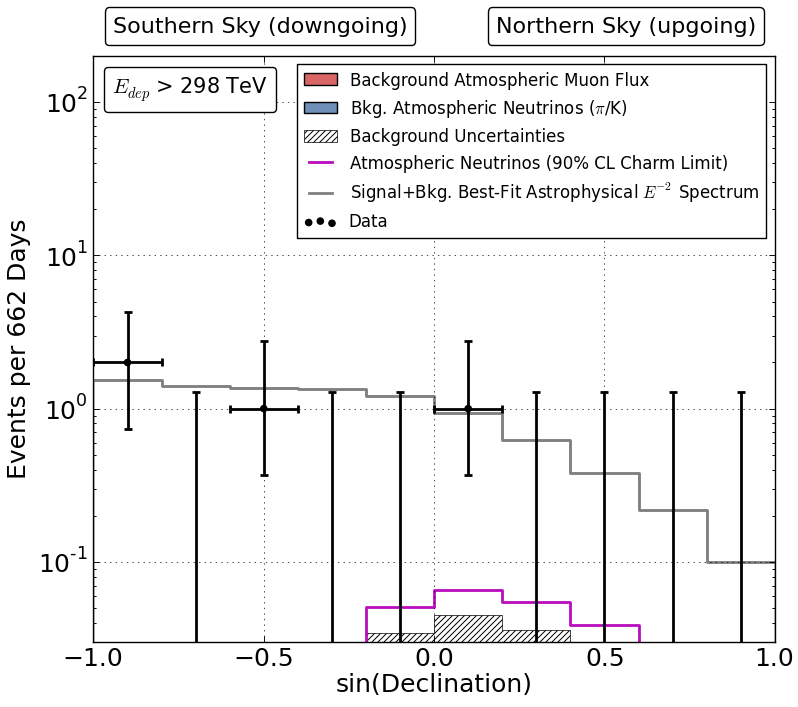 Southern Sky (downgoing)
Northern Sky (upgoing)
E_dep > 298 TeV
Background Atmospheric Muon Flux
Bkg. Atmospheric Neutrinos (π/K)
Background Uncertainties
Atmospheric Neutrinos (90% CL Charm Limit)
Signal+Bkg. Best-Fit Astrophysical E^-2 Spectrum
Data
Events per 662 Days
10^2
10^1
10^0
10^-1
−1.0 −0.5 0.0 0.5 1.0
sin(Declination)